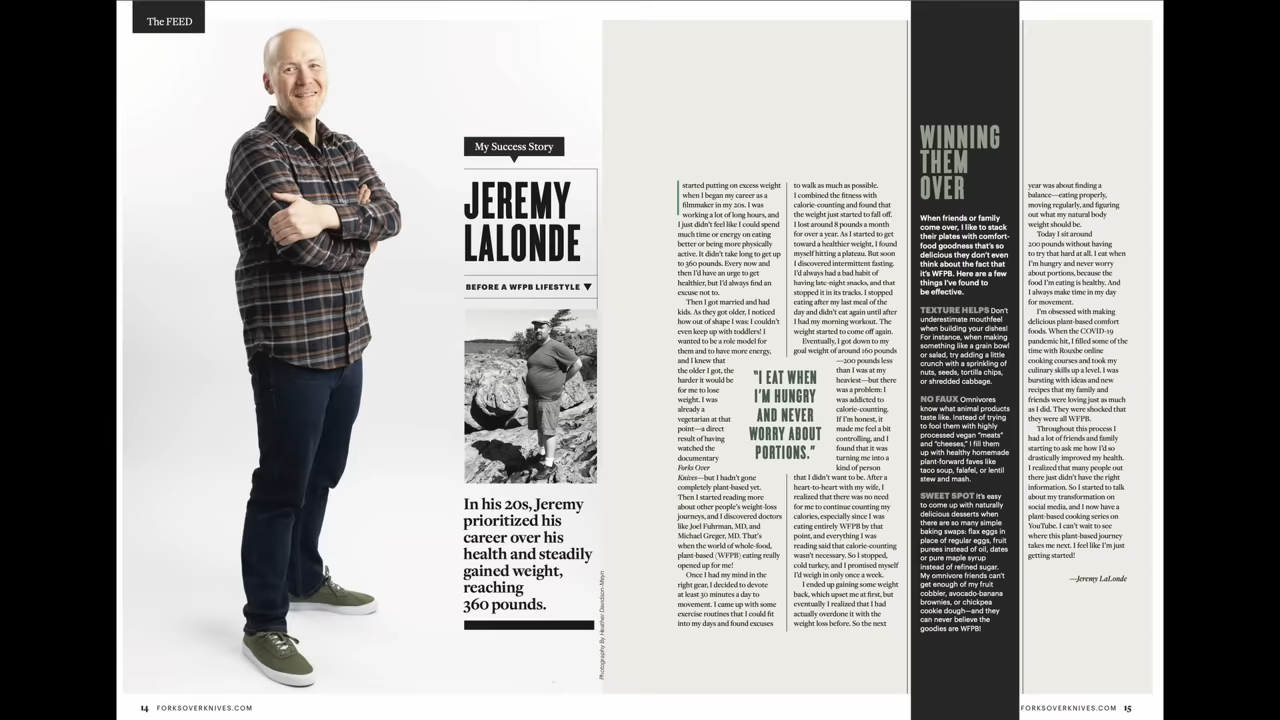 The FEED
My Success Story
JEREMY
LALONDE
BEFORE A WFPB LIFESTYLE
In his 20s, Jeremy
prioritized his
career over his
health and steadily
gained weight,
reaching
360 pounds.
Photography By Heather Davidson-Meyn
14 FORKSOVERKNIVES.COM
started putting on excess weight
when I began my career as a
filmmaker in my 20s. I was
working a lot of long hours, and
I just didn't feel like I could spend
much time or energy on eating
better or being more physically
active. It didn't take long to get up
to 360 pounds. Every now and
then I'd have an urge to get
healthier, but I'd always find an
excuse not to.
Then I got married and had
kids. As they got older, I noticed
how out of shape I was: I couldn't
even keep up with toddlers! I
wanted to be a role model for
them and to have more energy,
and I knew that
the older I got, the
harder it would be
for me to lose
weight. I was
already a
vegetarian at that
point—a direct
result of having
watched the
documentary
Forks Over
Knives—but I hadn't gone
completely plant-based yet.
Then I started reading more
about other people's weight-loss
journeys, and I discovered doctors
like Joel Fuhrman, MD, and
Michael Greger, MD. That's
when the world of whole-food,
plant-based (WFPB) eating really
opened up for me!
Once I had my mind in the
right gear, I decided to devote
at least 30 minutes a day to
movement. I came up with some
exercise routines that I could fit
into my days and found excuses
to walk as much as possible.
I combined the fitness with
calorie-counting and found that
the weight just started to fall off.
I lost around 8 pounds a month
for over a year. As I started to get
toward a healthier weight, I found
myself hitting a plateau. But soon
I discovered intermittent fasting.
I'd always had a bad habit of
having late-night snacks, and that
stopped it in its tracks. I stopped
eating after my last meal of the
day and didn't eat again until after
I had my morning workout. The
weight started to come off again.
Eventually, I got down to my
goal weight of around 160 pounds
—200 pounds less
than I was at my
heaviest—but there
was a problem: I
was addicted to
calorie-counting.
If I'm honest, it
made me feel a bit
controlling, and I
found that it was
turning me into a
kind of person
that I didn't want to be. After a
heart-to-heart with my wife, I
realized that there was no need
for me to continue counting my
calories, especially since I was
eating entirely WFPB by that
point, and everything I was
reading said that calorie-counting
wasn't necessary. So I stopped,
cold turkey, and I promised myself
I'd weigh in only once a week.
I ended up gaining some weight
back, which upset me at first, but
eventually I realized that I had
actually overdone it with the
weight loss before. So the next
"I EAT WHEN
I'M HUNGRY
AND NEVER
WORRY ABOUT
PORTIONS."
WINNING
THEM
OVER
When friends or family
come over, I like to stack
their plates with comfort-
food goodness that's so
delicious they don't even
think about the fact that
it's WFPB. Here are a few
things I've found to
be effective.
TEXTURE HELPS Don't
underestimate mouthfeel
when building your dishes!
For instance, when making
something like a grain bowl
or salad, try adding a little
crunch with a sprinkling of
nuts, seeds, tortilla chips,
or shredded cabbage.
NO FAUX Omnivores
know what animal products
taste like. Instead of trying
to fool them with highly
processed vegan "meats"
and "cheeses," I fill them
up with healthy homemade
plant-forward faves like
taco soup, falafel, or lentil
stew and mash.
SWEET SPOT It's easy
to come up with naturally
delicious desserts when
there are so many simple
baking swaps: flax eggs in
place of regular eggs, fruit
purees instead of oil, dates
or pure maple syrup
instead of refined sugar.
My omnivore friends can't
get enough of my fruit
cobbler, avocado-banana
brownies, or chickpea
cookie dough—and they
can never believe the
goodies are WFPB!
year was about finding a
balance—eating properly,
moving regularly, and figuring
out what my natural body
weight should be.
Today I sit around
200 pounds without having
to try that hard at all. I eat when
I'm hungry and never worry
about portions, because the
food I'm eating is healthy. And
I always make time in my day
for movement.
I'm obsessed with making
delicious plant-based comfort
foods. When the COVID-19
pandemic hit, I filled some of the
time with Rouxbe online
cooking courses and took my
culinary skills up a level. I was
bursting with ideas and new
recipes that my family and
friends were loving just as much
as I did. They were shocked that
they were all WFPB.
Throughout this process I
had a lot of friends and family
starting to ask me how I'd so
drastically improved my health.
I realized that many people out
there just didn't have the right
information. So I started to talk
about my transformation on
social media, and I now have a
plant-based cooking series on
YouTube. I can't wait to see
where this plant-based journey
takes me next. I feel like I'm just
getting started!
—Jeremy LaLonde
FORKSOVERKNIVES.COM 15